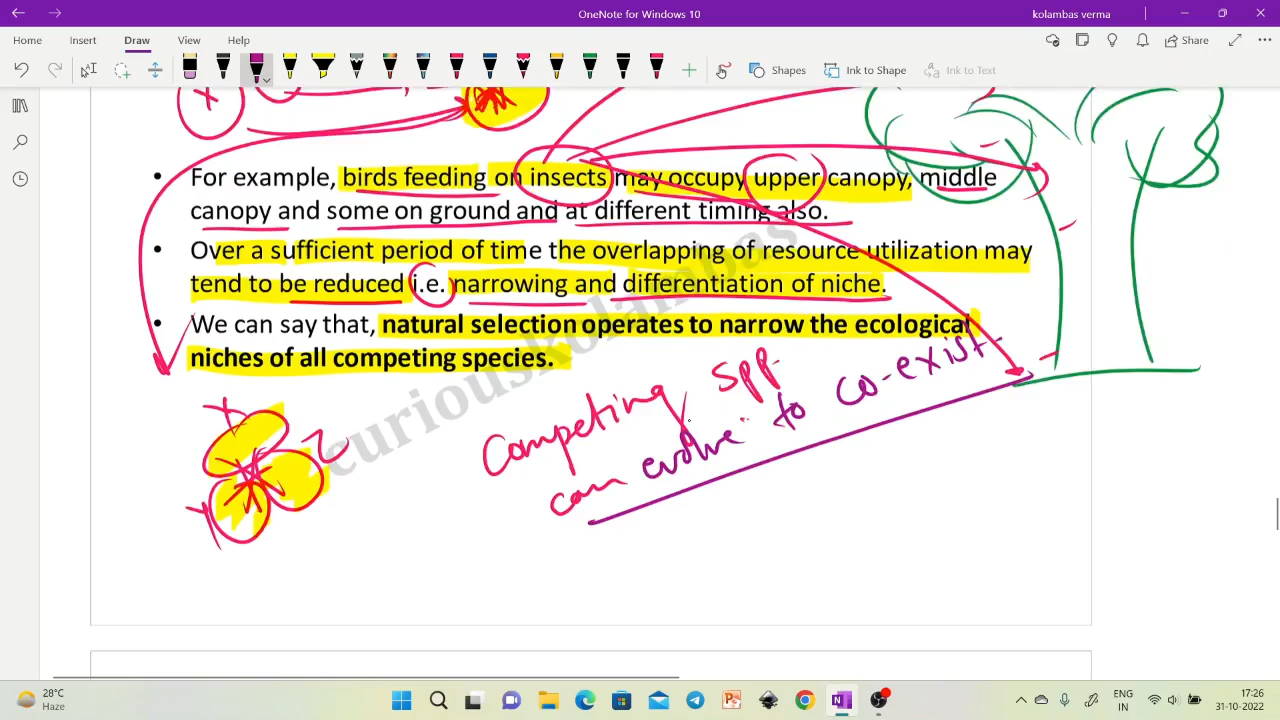 OneNote for Windows 10
kolambas verma
Home Insert Draw View Help
Share
Shapes
Ink to Shape
Ink to Text
X
• For example, birds feeding on insects may occupy upper canopy, middle
canopy and some on ground and at different timing also.
• Over a sufficient period of time the overlapping of resource utilization may
tend to be reduced i.e. narrowing and differentiation of niche.
• We can say that, natural selection operates to narrow the ecological
niches of all competing species.
curiouskolambas
X
Z
Y
Competing Spp.
can evolve to co-exist.
28°C
Haze
ENG
IN
17:26
31-10-2022